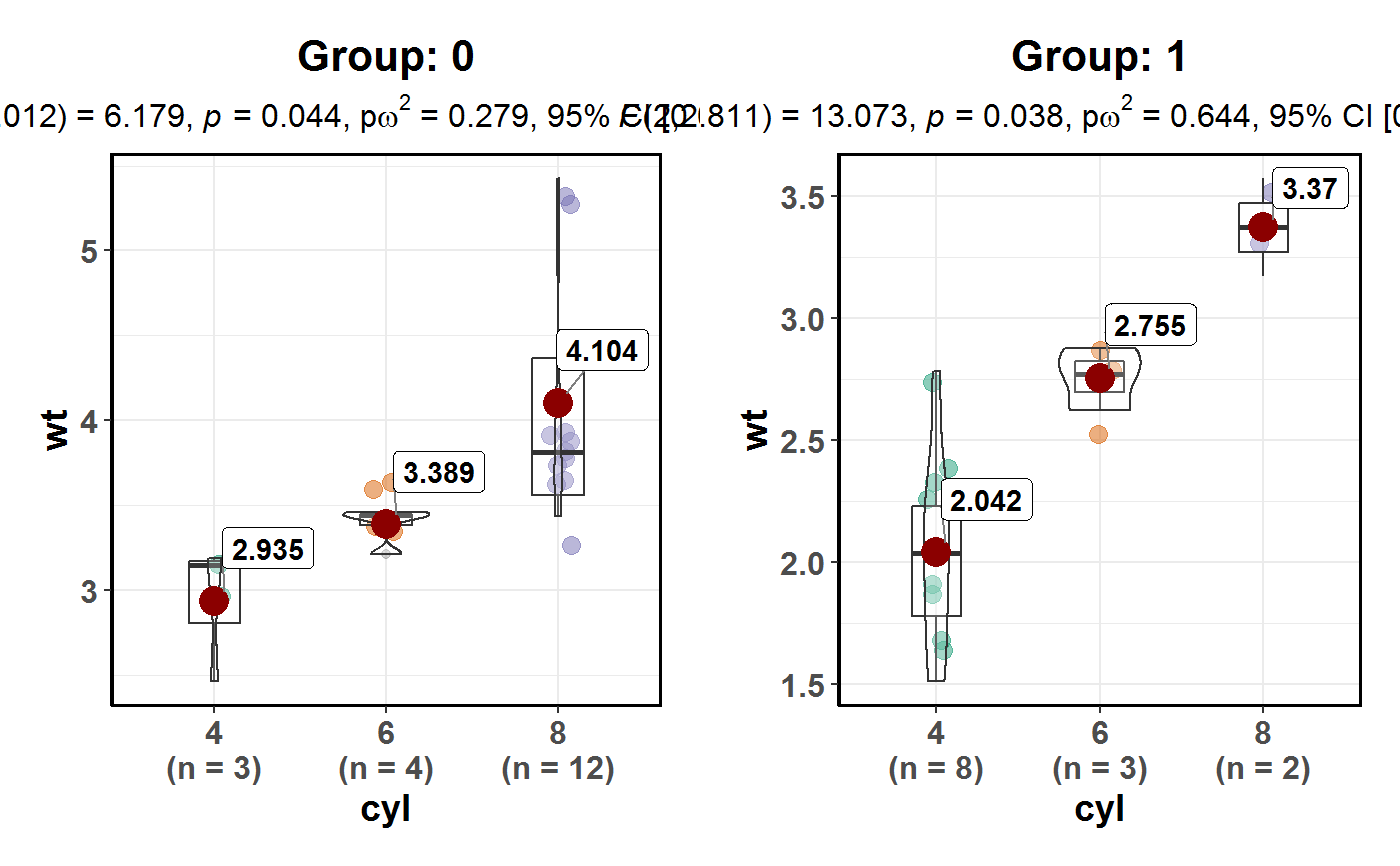 Group: 0
012) = 6.179, p = 0.044, pω² = 0.279, 95%
5
4
3
wt
2.935
3.389
4.104
4 6 8
(n = 3) (n = 4) (n = 12)
cyl
Group: 1
.811) = 13.073, p = 0.038, pω² = 0.644, 95% CI [0
3.5
3.0
2.5
2.0
1.5
wt
2.042
2.755
3.37
4 6 8
(n = 8) (n = 3) (n = 2)
cyl